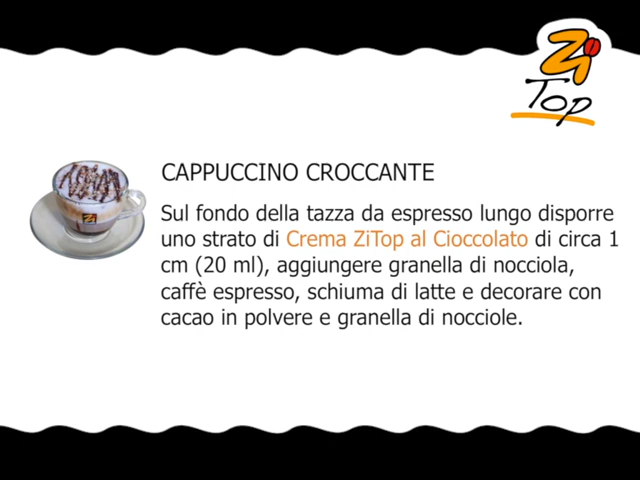 Zi
Top
CAPPUCCINO CROCCANTE
Sul fondo della tazza da espresso lungo disporre
uno strato di Crema ZiTop al Cioccolato di circa 1
cm (20 ml), aggiungere granella di nocciola,
caffè espresso, schiuma di latte e decorare con
cacao in polvere e granella di nocciole.